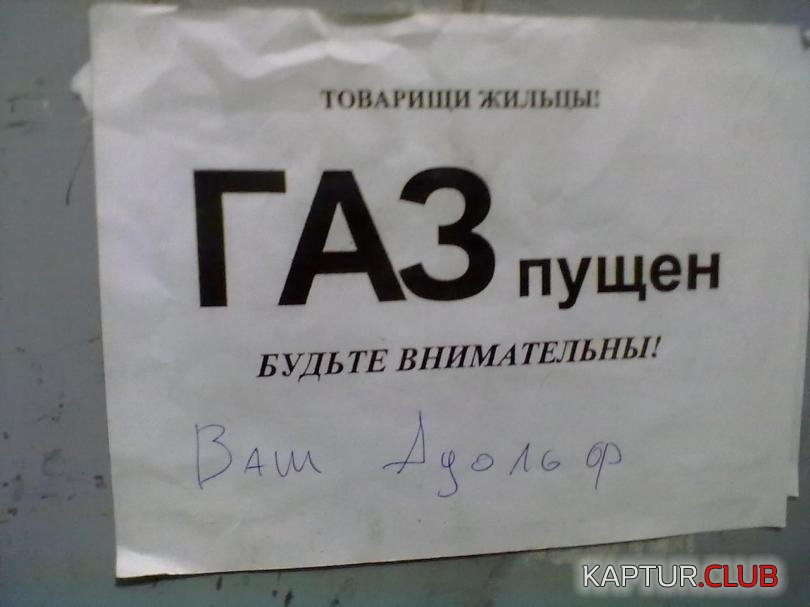 ТОВАРИЩИ ЖИЛЬЦЫ!
ГАЗ пущен
БУДЬТЕ ВНИМАТЕЛЬНЫ!
Ваш Адольф
KAPTUR.CLUB